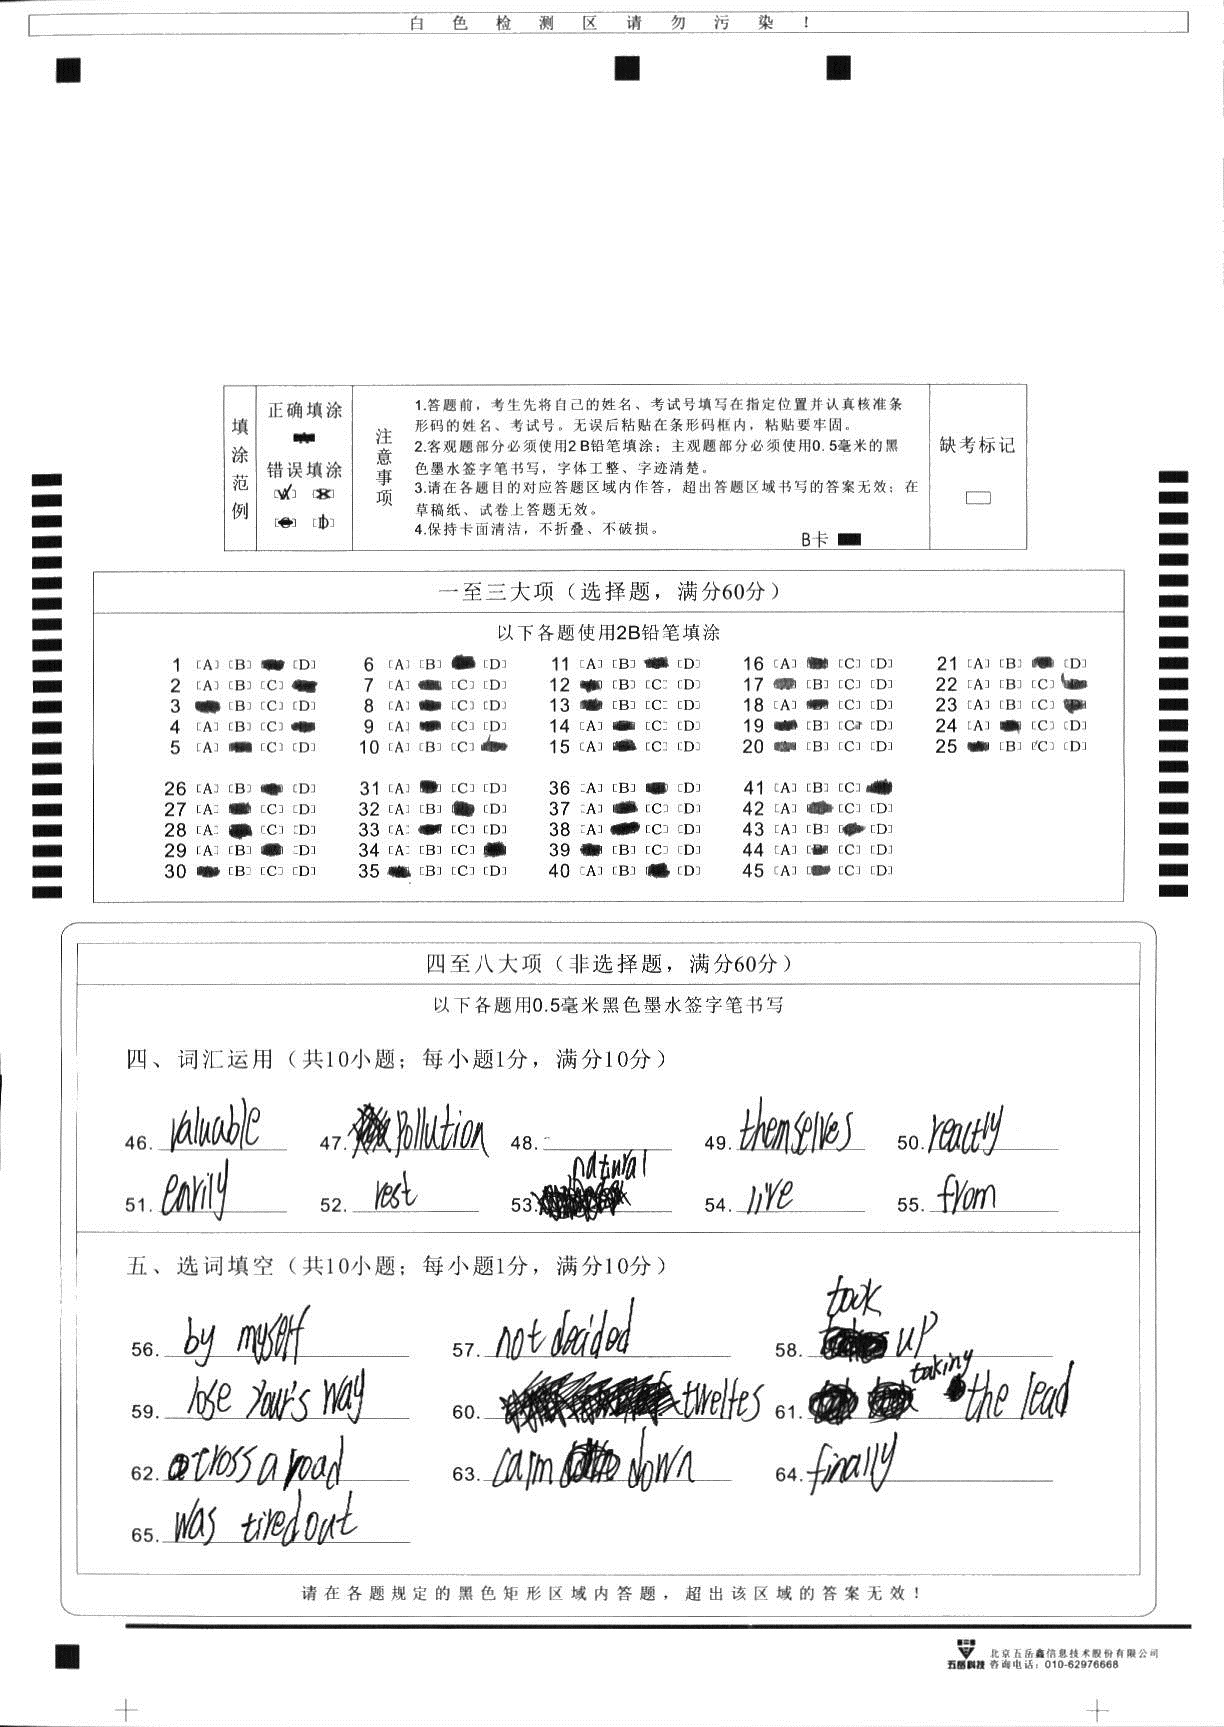 白色检测区请勿污染！
填涂范例
正确填涂
错误填涂
[A] [B]
[C] [D]
注意事项
1.答题前，考生先将自己的姓名、考试号填写在指定位置并认真核准条
形码的姓名、考试号。无误后粘贴在条形码框内，粘贴要牢固。
2.客观题部分必须使用2B铅笔填涂；主观题部分必须使用0.5毫米的黑
色墨水签字笔书写，字体工整、字迹清楚。
3.请在各题目的对应答题区域内作答，超出答题区域书写的答案无效；在
草稿纸、试卷上答题无效。
4.保持卡面清洁，不折叠、不破损。
B卡
缺考标记
一至三大项（选择题，满分60分）
以下各题使用2B铅笔填涂
1 [A] [B] [D] 6 [A] [B] [D] 11 [A] [B] [D] 16 [A] [C] [D] 21 [A] [B] [D]
2 [A] [B] [C] 7 [A] [C] [D] 12 [B] [C] [D] 17 [B] [C] [D] 22 [A] [B] [C]
3 [B] [C] [D] 8 [A] [C] [D] 13 [B] [C] [D] 18 [A] [C] [D] 23 [A] [B] [C]
4 [A] [B] [C] 9 [A] [C] [D] 14 [A] [C] [D] 19 [B] [C] [D] 24 [A] [C] [D]
5 [A] [C] [D] 10 [A] [B] [C] 15 [A] [C] [D] 20 [B] [C] [D] 25 [B] [C] [D]
26 [A] [B] [D] 31 [A] [C] [D] 36 [A] [B] [D] 41 [A] [B] [C]
27 [A] [C] [D] 32 [A] [B] [D] 37 [A] [C] [D] 42 [A] [C] [D]
28 [A] [C] [D] 33 [A] [C] [D] 38 [A] [C] [D] 43 [A] [B] [D]
29 [A] [B] [D] 34 [A] [B] [C] 39 [B] [C] [D] 44 [A] [C] [D]
30 [B] [C] [D] 35 [B] [C] [D] 40 [A] [B] [D] 45 [A] [C] [D]
四至八大项（非选择题，满分60分）
以下各题用0.5毫米黑色墨水签字笔书写
四、词汇运用（共10小题；每小题1分，满分10分）
46. valuable 47. pollution 48. 49. themselves 50. reactly
51. enrily 52. rest 53. natural 54. live 55. from
五、选词填空（共10小题；每小题1分，满分10分）
56. by myself 57. not decided 58. took up
59. lose your's way 60. twelfes 61. taking the lead
62. across a road 63. calm down 64. finally
65. was tired out
请在各题规定的黑色矩形区域内答题，超出该区域的答案无效！
五岳科技 北京五岳鑫信息技术股份有限公司
咨询电话：010-62976668